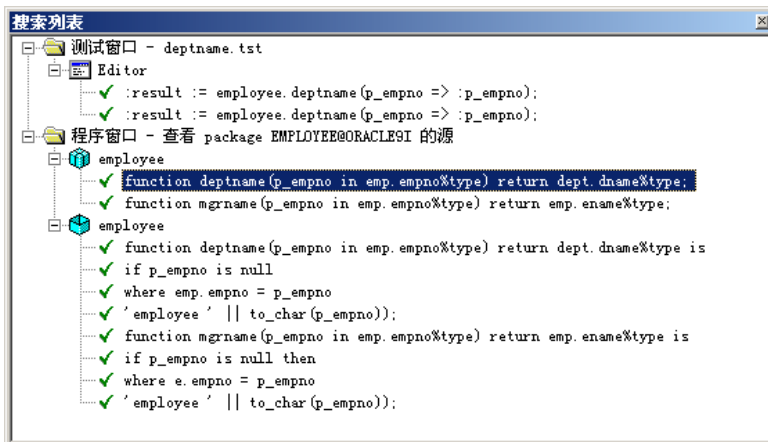 搜索列表
测试窗口 - deptname.tst
Editor
:result := employee.deptname(p_empno => :p_empno);
:result := employee.deptname(p_empno => :p_empno);
程序窗口 - 查看 package EMPLOYEE@ORACLE9I 的源
employee
function deptname(p_empno in emp.empno%type) return dept.dname%type;
function mgrname(p_empno in emp.empno%type) return emp.ename%type;
employee
function deptname(p_empno in emp.empno%type) return dept.dname%type is
if p_empno is null
where emp.empno = p_empno
'employee ' || to_char(p_empno));
function mgrname(p_empno in emp.empno%type) return emp.ename%type is
if p_empno is null then
where e.empno = p_empno
'employee ' || to_char(p_empno));